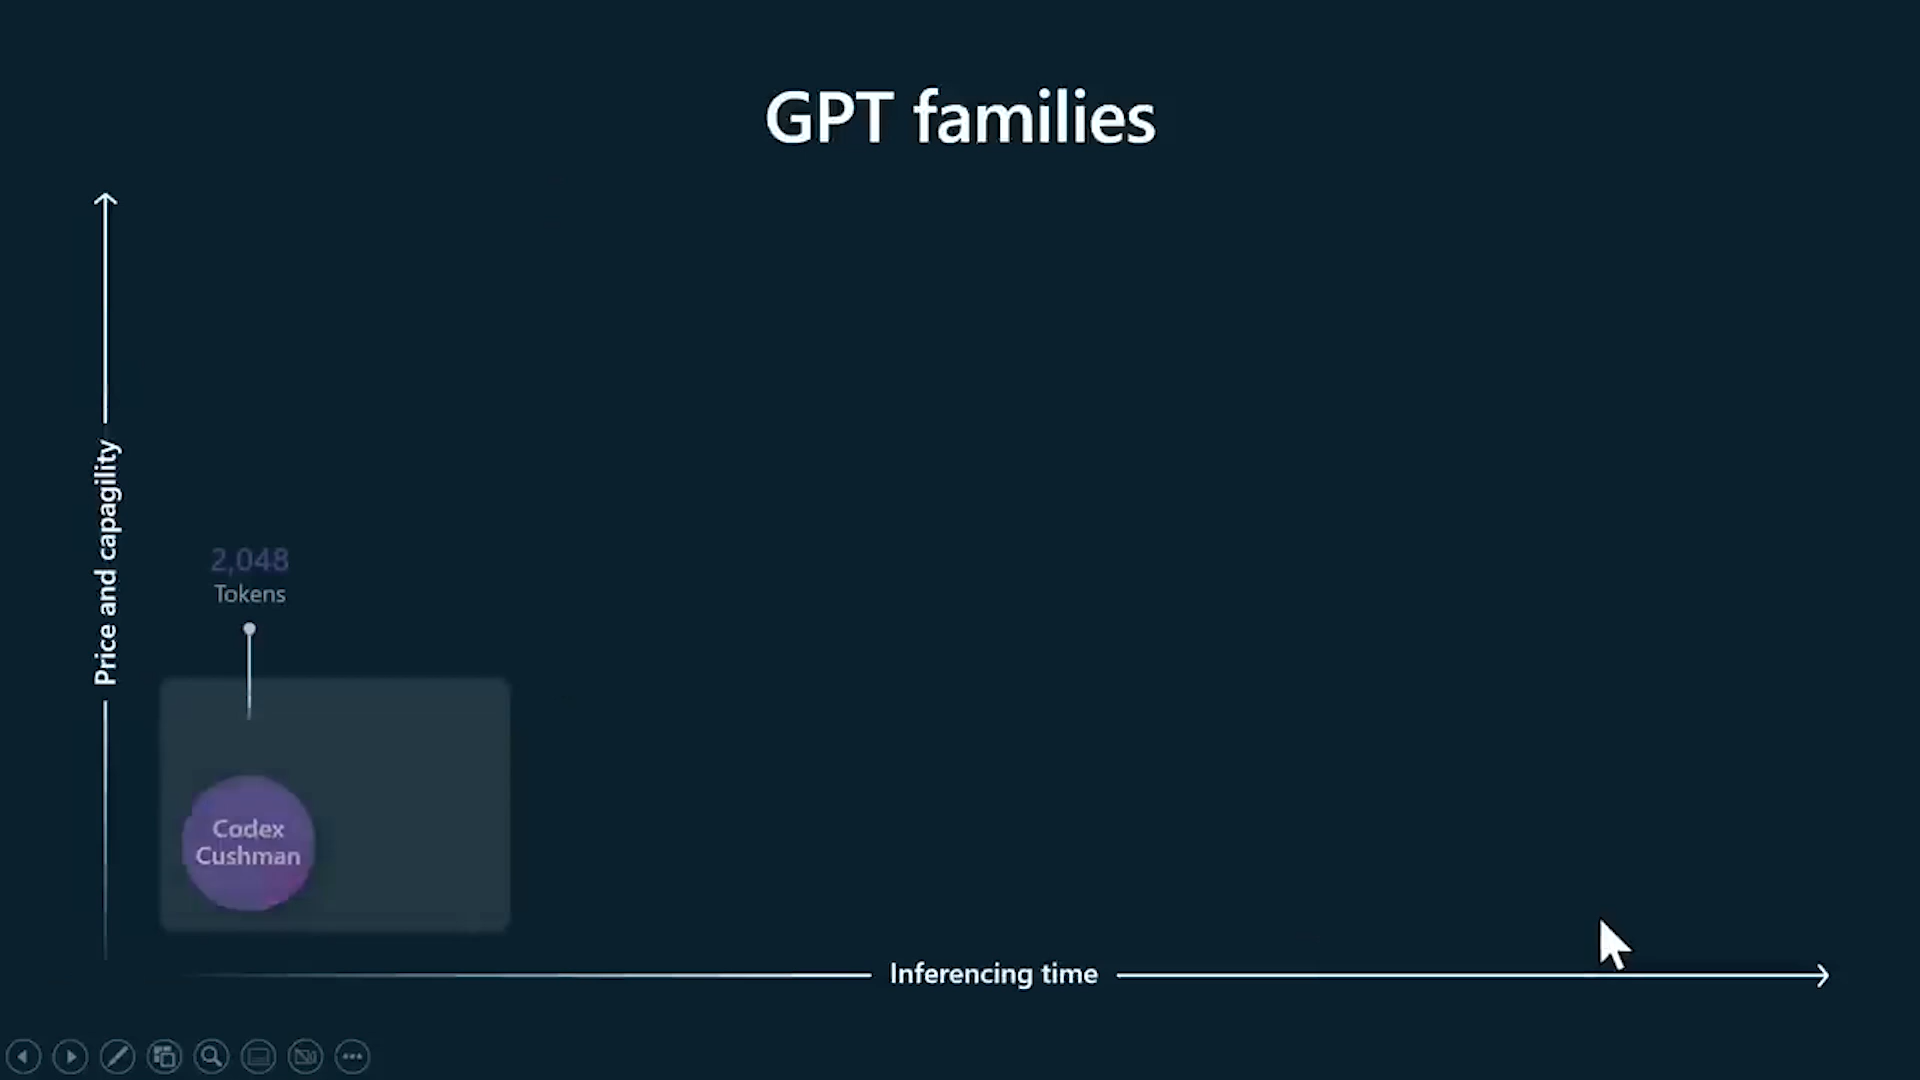 GPT families
Price and capagility
2,048
Tokens
Codex
Cushman
Inferencing time